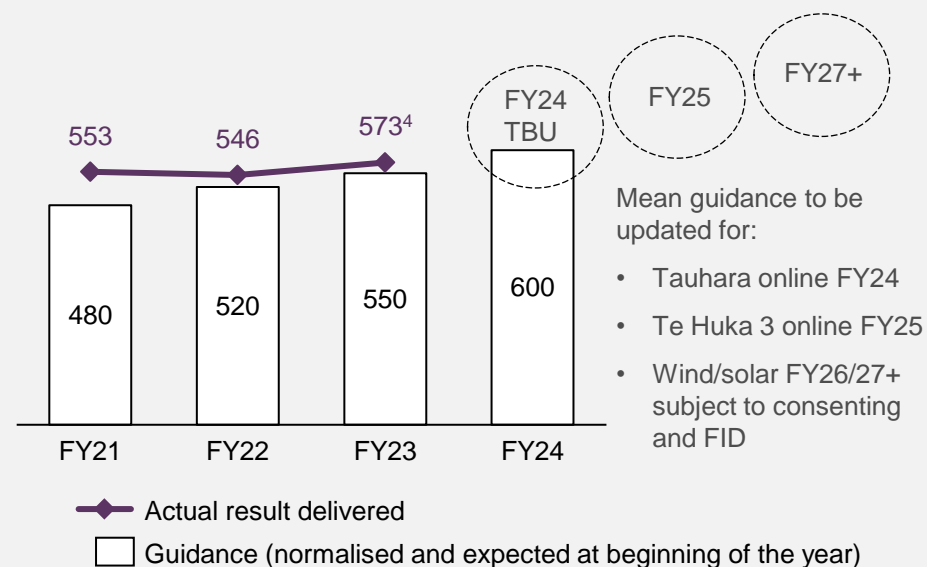 FY27+
FY25
FY24
TBU
553
546
573⁴
480
520
550
600
Mean guidance to be
updated for:
• Tauhara online FY24
• Te Huka 3 online FY25
• Wind/solar FY26/27+
subject to consenting
and FID
FY21
FY22
FY23
FY24
Actual result delivered
Guidance (normalised and expected at beginning of the year)